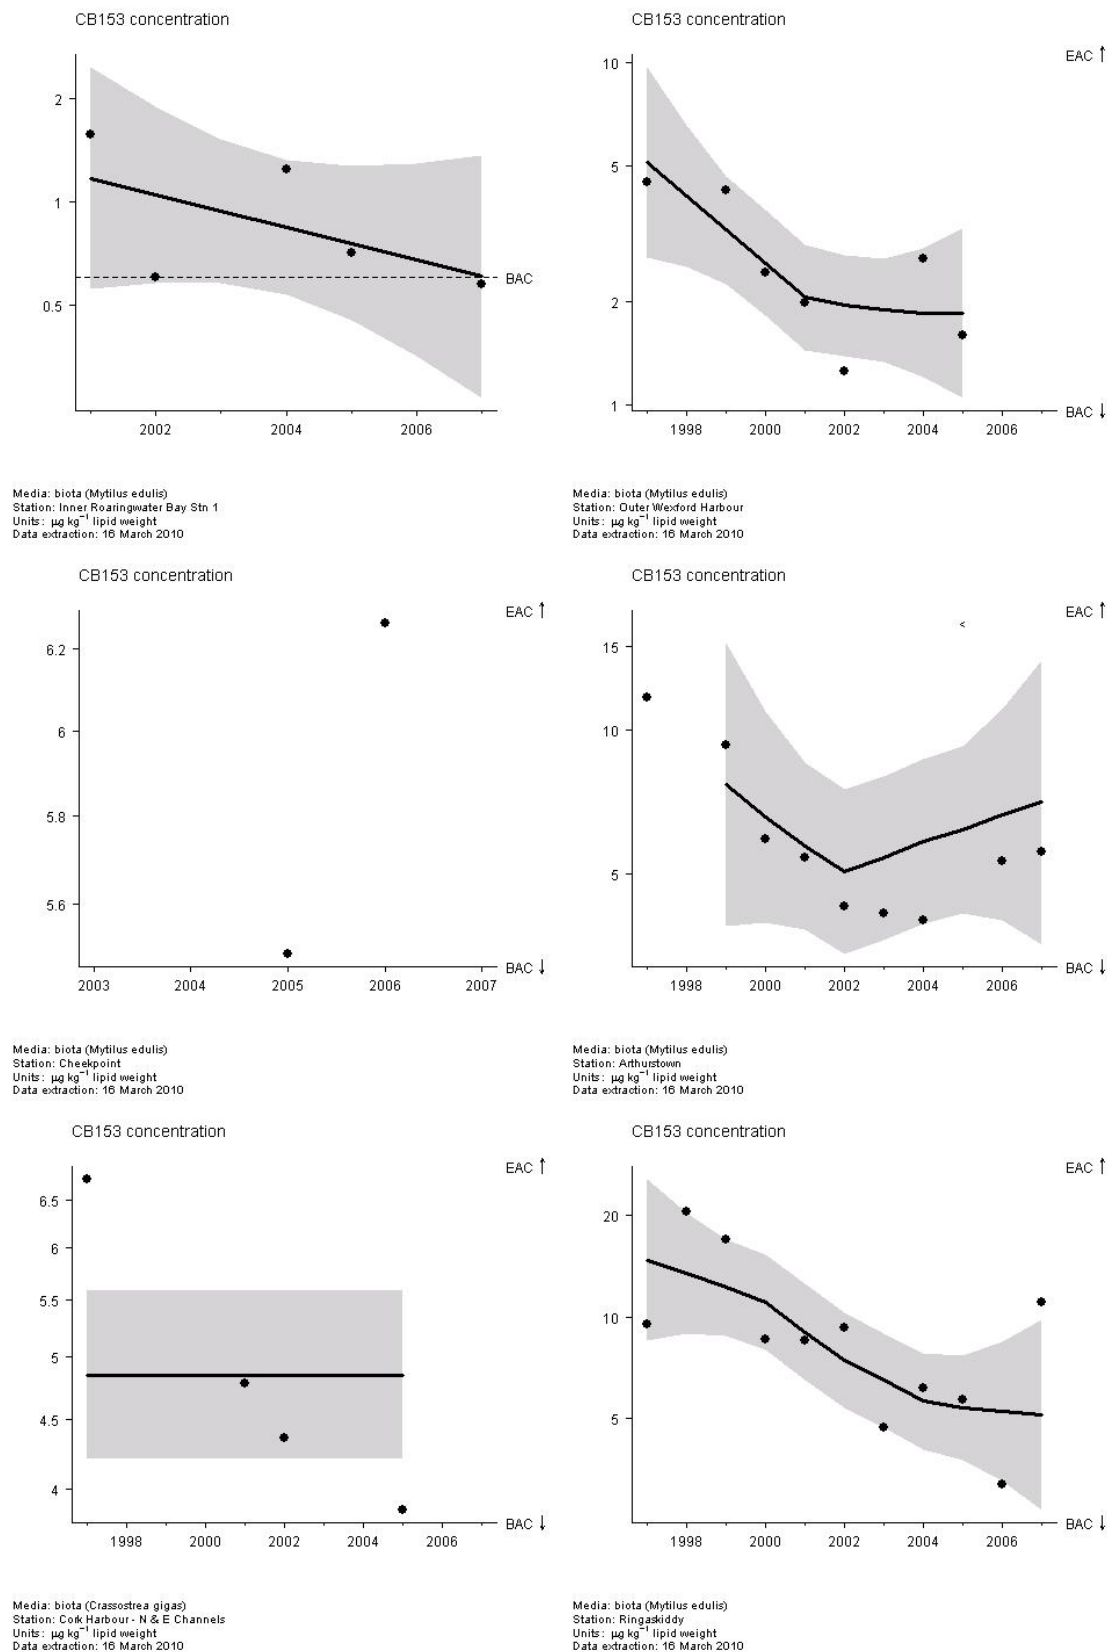 CB153 concentration
2
1
0.5
BAC
2002 2004 2006
Media: biota (Mytilus edulis)
Station: Inner Roaringwater Bay Stn 1
Units: μg kg⁻¹ lipid weight
Data extraction: 16 March 2010
CB153 concentration
EAC ↑
10
5
2
1
BAC ↓
1998 2000 2002 2004 2006
Media: biota (Mytilus edulis)
Station: Outer Wexford Harbour
Units: μg kg⁻¹ lipid weight
Data extraction: 16 March 2010
CB153 concentration
EAC ↑
6.2
6
5.8
5.6
BAC ↓
2003 2004 2005 2006 2007
Media: biota (Mytilus edulis)
Station: Cheekpoint
Units: μg kg⁻¹ lipid weight
Data extraction: 16 March 2010
CB153 concentration
EAC ↑
<
15
10
5
BAC ↓
1998 2000 2002 2004 2006
Media: biota (Mytilus edulis)
Station: Arthurstown
Units: μg kg⁻¹ lipid weight
Data extraction: 16 March 2010
CB153 concentration
EAC ↑
6.5
6
5.5
5
4.5
4
BAC ↓
1998 2000 2002 2004 2006
Media: biota (Crassostrea gigas)
Station: Cork Harbour - N & E Channels
Units: μg kg⁻¹ lipid weight
Data extraction: 16 March 2010
CB153 concentration
EAC ↑
20
10
5
BAC ↓
1998 2000 2002 2004 2006
Media: biota (Mytilus edulis)
Station: Ringaskiddy
Units: μg kg⁻¹ lipid weight
Data extraction: 16 March 2010